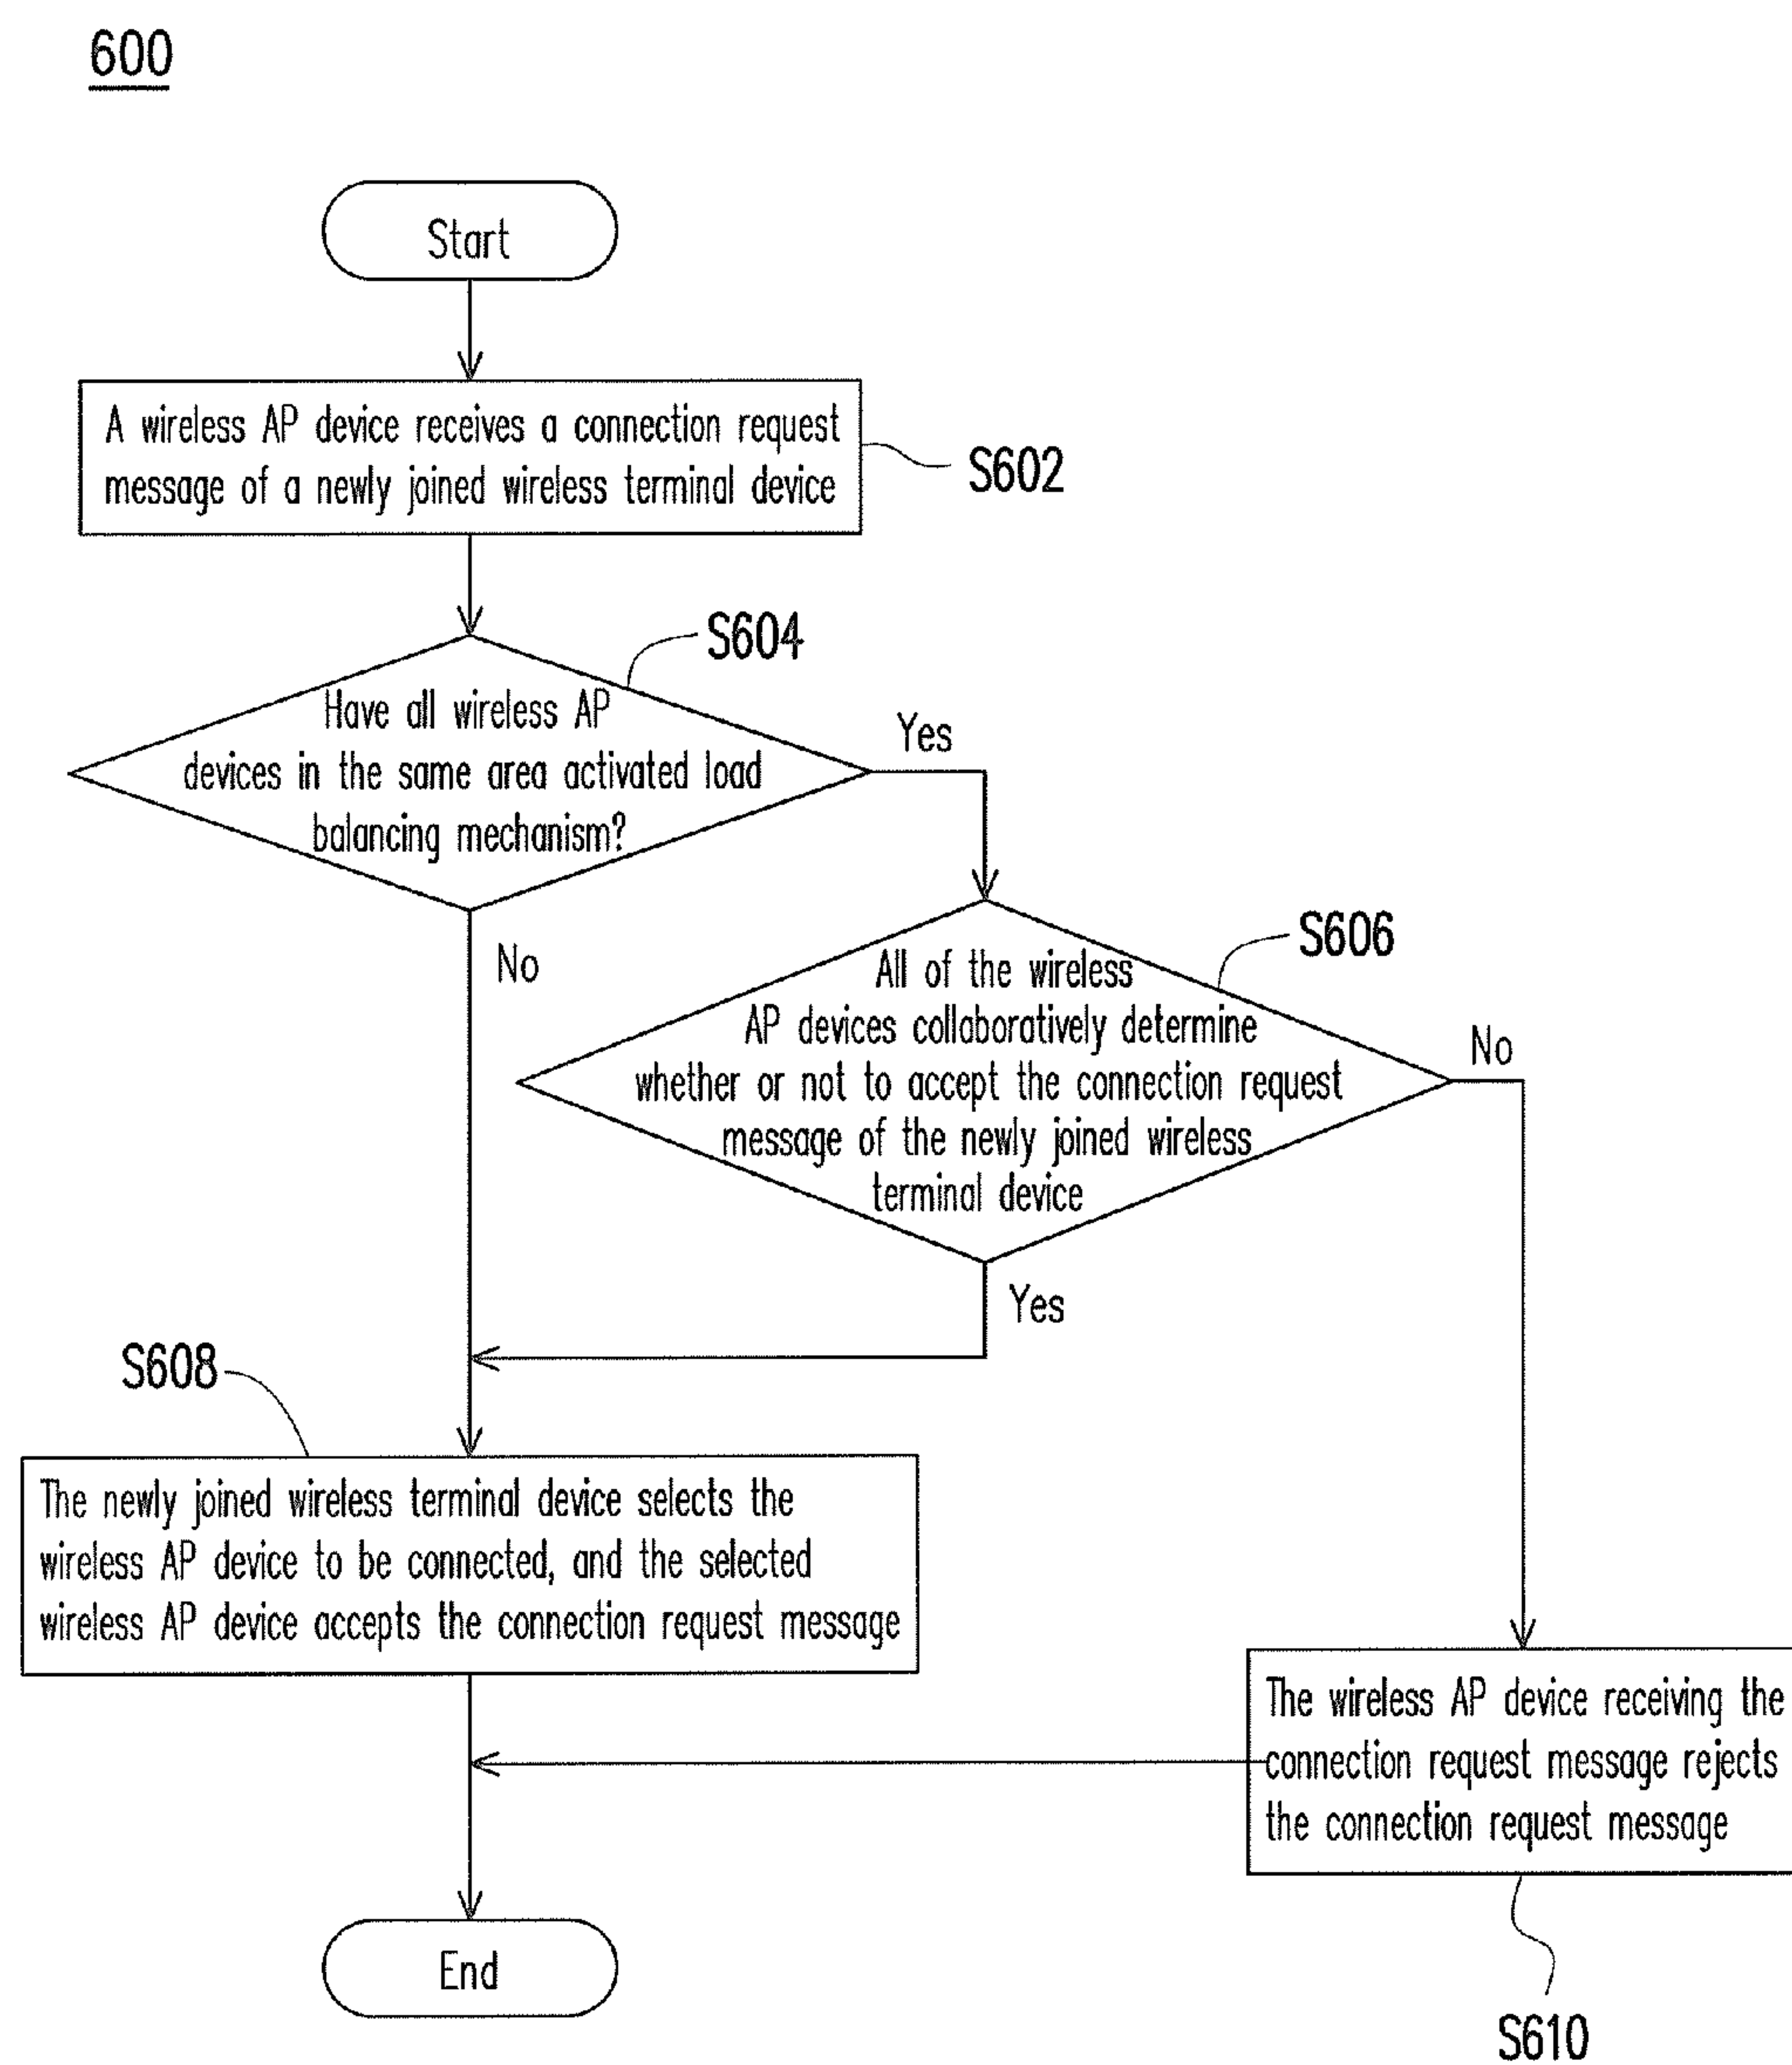 600
Start
A wireless AP device receives a connection request
message of a newly joined wireless terminal device
S602
S604
Have all wireless AP
devices in the same area activated load
balancing mechanism?
Yes
No
S606
All of the wireless
AP devices collaboratively determine
whether or not to accept the connection request
message of the newly joined wireless
terminal device
No
Yes
S608
The newly joined wireless terminal device selects the
wireless AP device to be connected, and the selected
wireless AP device accepts the connection request message
The wireless AP device receiving the
connection request message rejects
the connection request message
End
S610